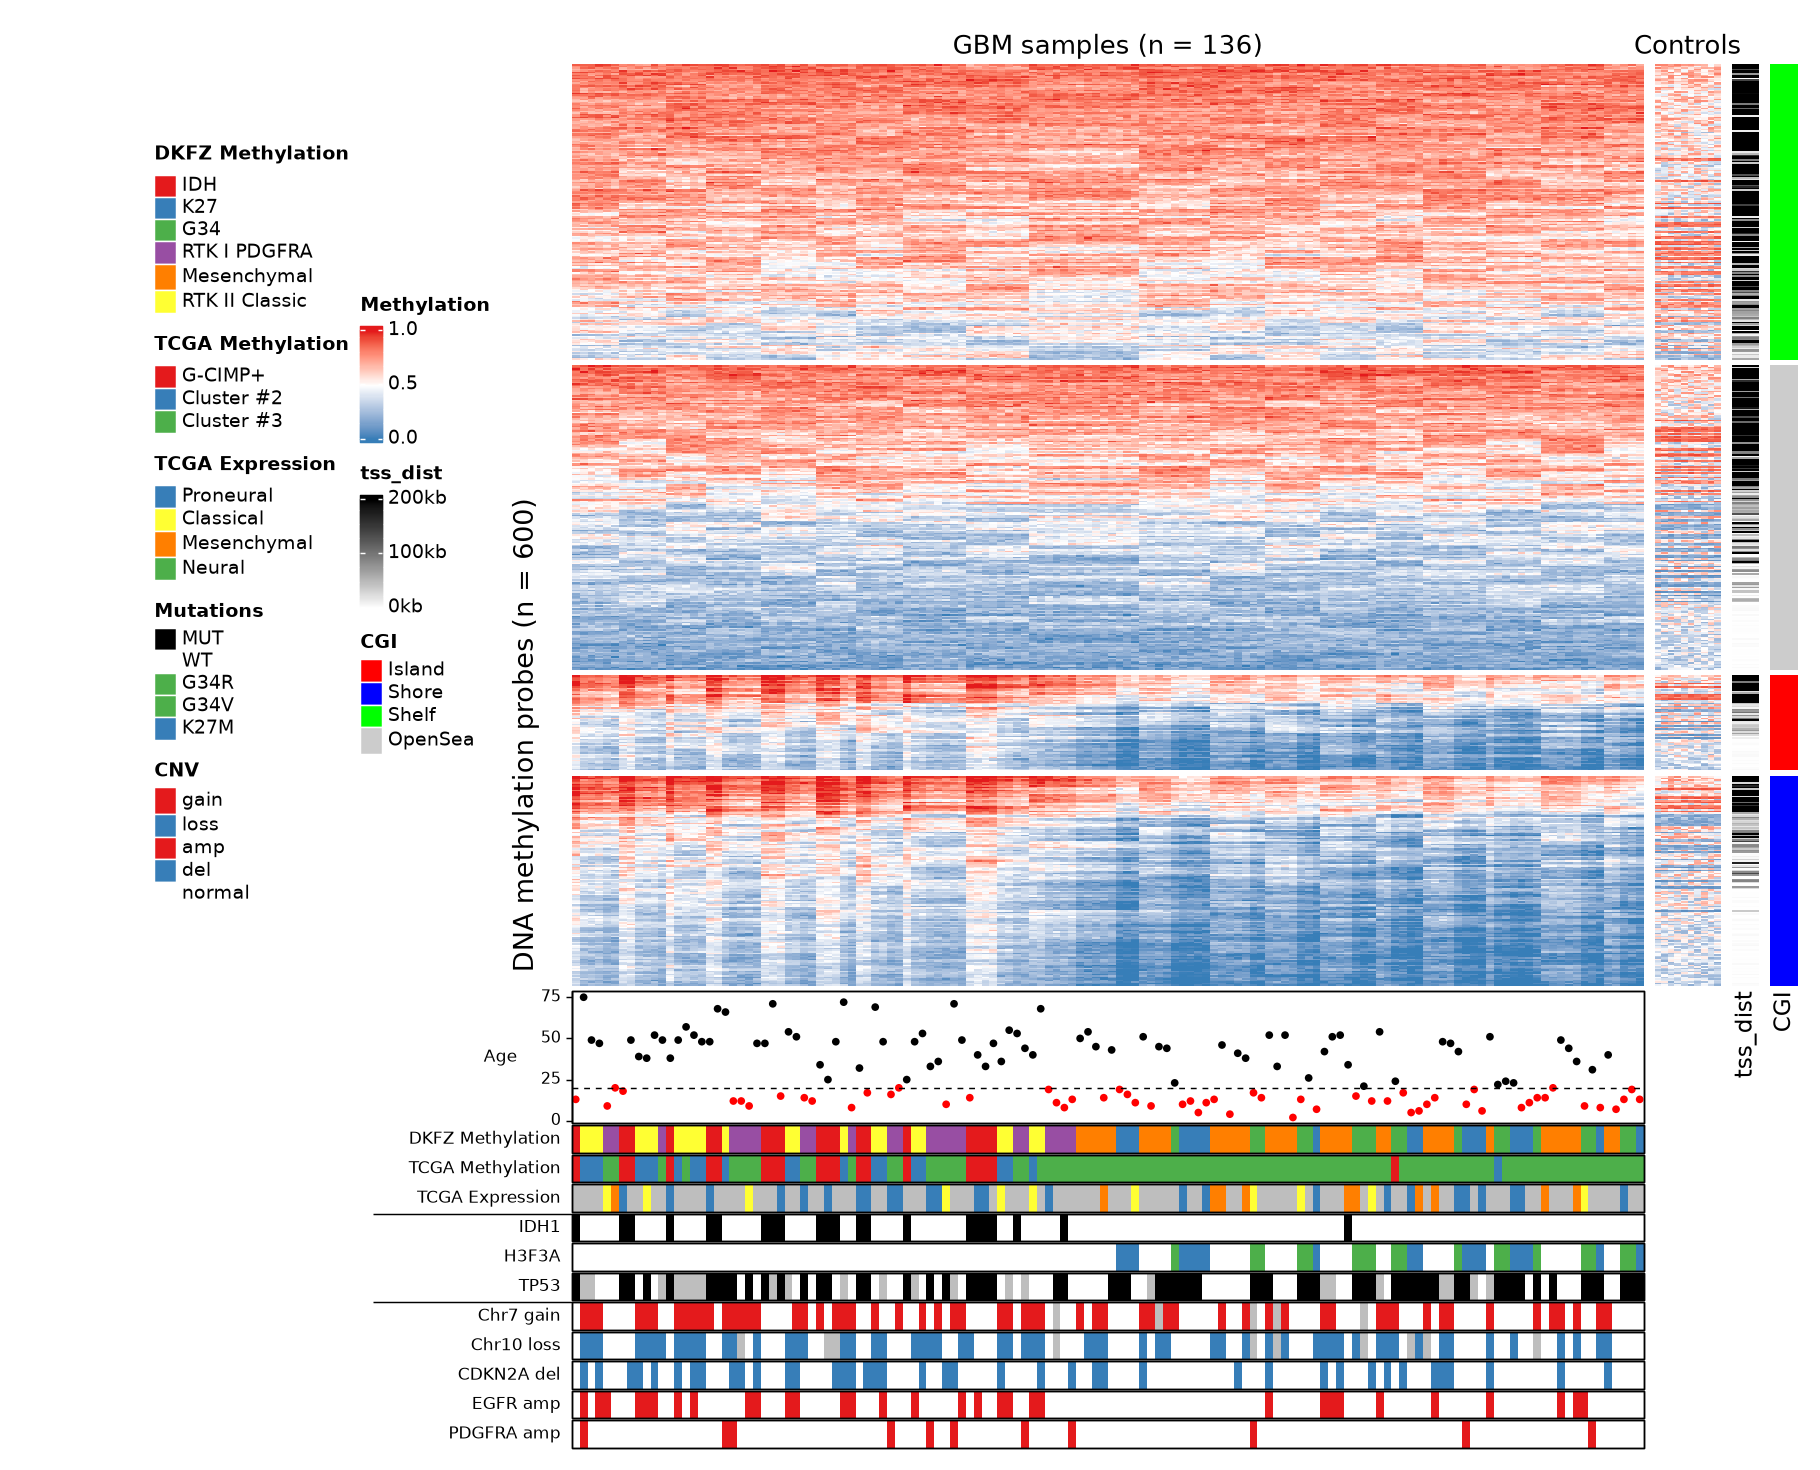 GBM samples (n = 136)
Controls
DKFZ Methylation
IDH
K27
G34
RTK I PDGFRA
Mesenchymal
RTK II Classic
TCGA Methylation
G-CIMP+
Cluster #2
Cluster #3
TCGA Expression
Proneural
Classical
Mesenchymal
Neural
Mutations
MUT
WT
G34R
G34V
K27M
CNV
gain
loss
amp
del
normal
Methylation
1.0
0.5
0.0
tss_dist
200kb
100kb
0kb
CGI
Island
Shore
Shelf
OpenSea
DNA methylation probes (n = 600)
tss_dist
CGI
75
50
25
0
Age
DKFZ Methylation
TCGA Methylation
TCGA Expression
IDH1
H3F3A
TP53
Chr7 gain
Chr10 loss
CDKN2A del
EGFR amp
PDGFRA amp